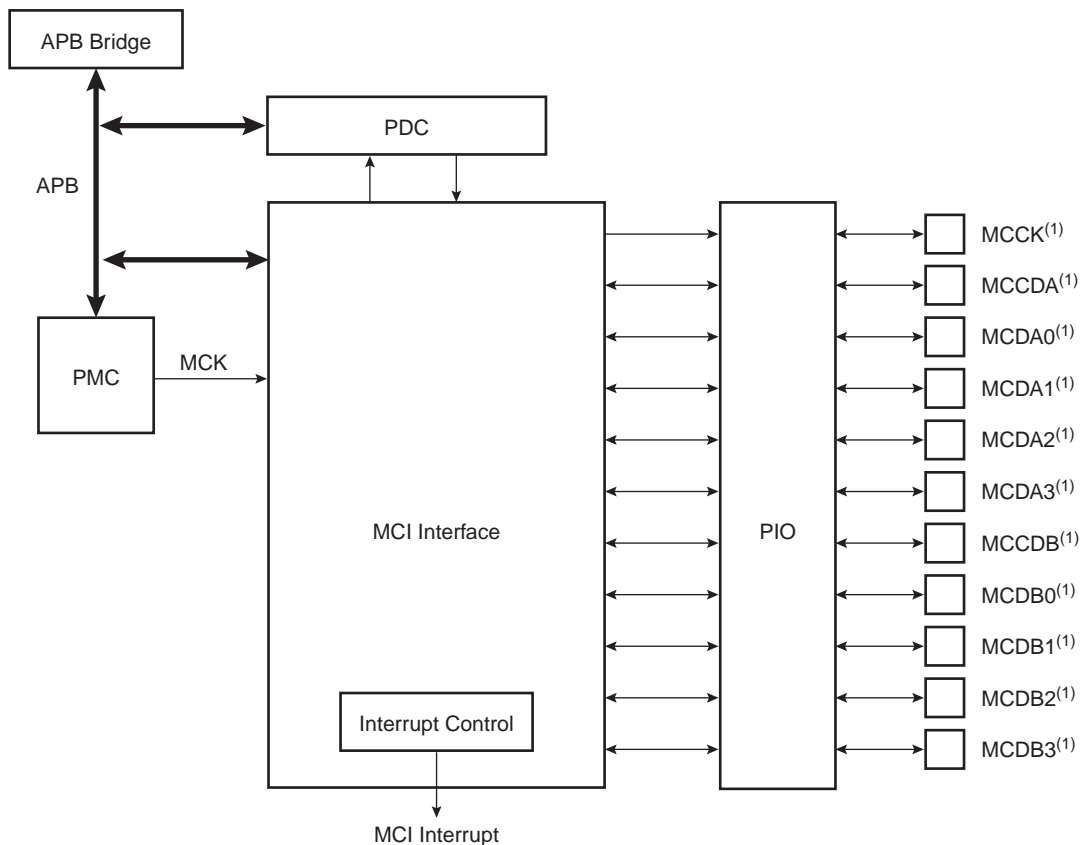 APB Bridge
PDC
APB
MCCK(1)
MCCDA(1)
MCDA0(1)
PMC
MCK
MCDA1(1)
MCDA2(1)
MCDA3(1)
MCI Interface
PIO
MCCDB(1)
MCDB0(1)
MCDB1(1)
MCDB2(1)
Interrupt Control
MCDB3(1)
MCI Interrupt